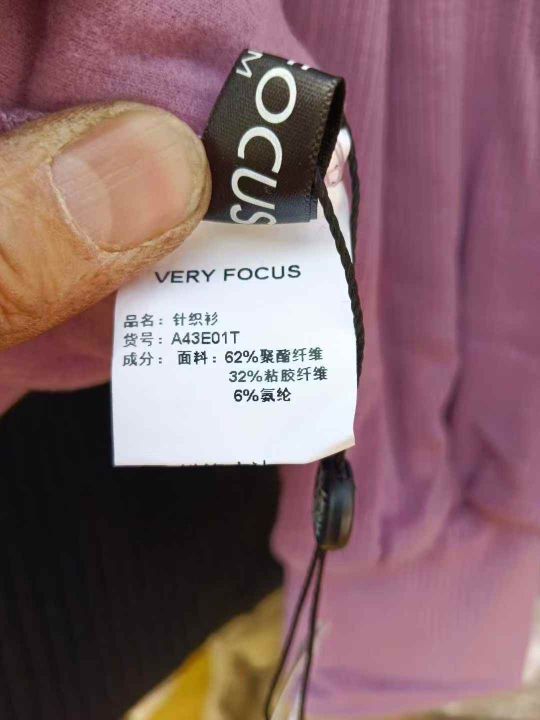 FOCUS
VERY FOCUS
品名：针织衫
货号：A43E01T
成分：面料：62%聚酯纤维
32%粘胶纤维
6%氨纶